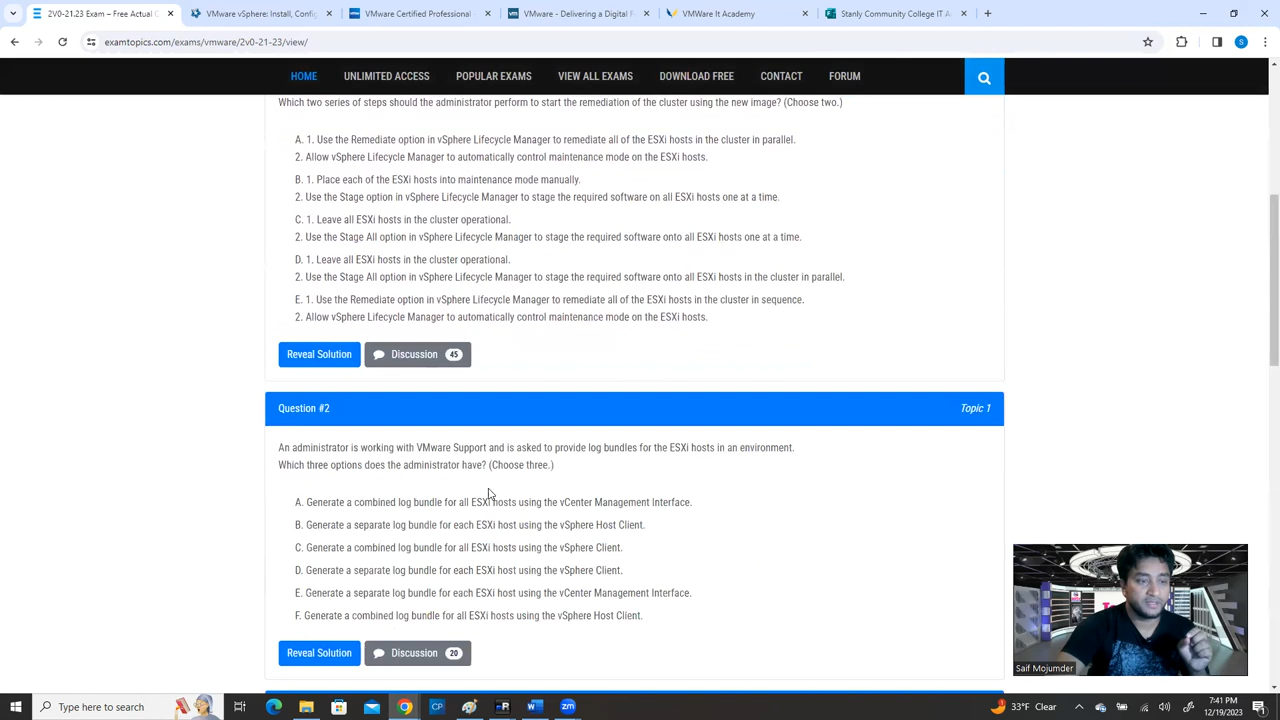 2V0-21.23 Exam – Free Actual C
VMware vSphere: Install, Config
VMware Certified Professional
VMware - Delivering a Digital F
VMWare It Academy
Stanly Community College IT A
examtopics.com/exams/vmware/2v0-21-23/view/
S
HOME UNLIMITED ACCESS POPULAR EXAMS VIEW ALL EXAMS DOWNLOAD FREE CONTACT FORUM
Which two series of steps should the administrator perform to start the remediation of the cluster using the new image? (Choose two.)
A. 1. Use the Remediate option in vSphere Lifecycle Manager to remediate all of the ESXi hosts in the cluster in parallel.
2. Allow vSphere Lifecycle Manager to automatically control maintenance mode on the ESXi hosts.
B. 1. Place each of the ESXi hosts into maintenance mode manually.
2. Use the Stage option in vSphere Lifecycle Manager to stage the required software on all ESXi hosts one at a time.
C. 1. Leave all ESXi hosts in the cluster operational.
2. Use the Stage All option in vSphere Lifecycle Manager to stage the required software onto all ESXi hosts one at a time.
D. 1. Leave all ESXi hosts in the cluster operational.
2. Use the Stage All option in vSphere Lifecycle Manager to stage the required software onto all ESXi hosts in the cluster in parallel.
E. 1. Use the Remediate option in vSphere Lifecycle Manager to remediate all of the ESXi hosts in the cluster in sequence.
2. Allow vSphere Lifecycle Manager to automatically control maintenance mode on the ESXi hosts.
Reveal Solution Discussion 45
Question #2 Topic 1
An administrator is working with VMware Support and is asked to provide log bundles for the ESXi hosts in an environment.
Which three options does the administrator have? (Choose three.)
A. Generate a combined log bundle for all ESXi hosts using the vCenter Management Interface.
B. Generate a separate log bundle for each ESXi host using the vSphere Host Client.
C. Generate a combined log bundle for all ESXi hosts using the vSphere Client.
D. Generate a separate log bundle for each ESXi host using the vSphere Client.
E. Generate a separate log bundle for each ESXi host using the vCenter Management Interface.
F. Generate a combined log bundle for all ESXi hosts using the vSphere Host Client.
Reveal Solution Discussion 20
Saif Mojumder
Type here to search
CP
33°F Clear
7:41 PM
12/19/2023